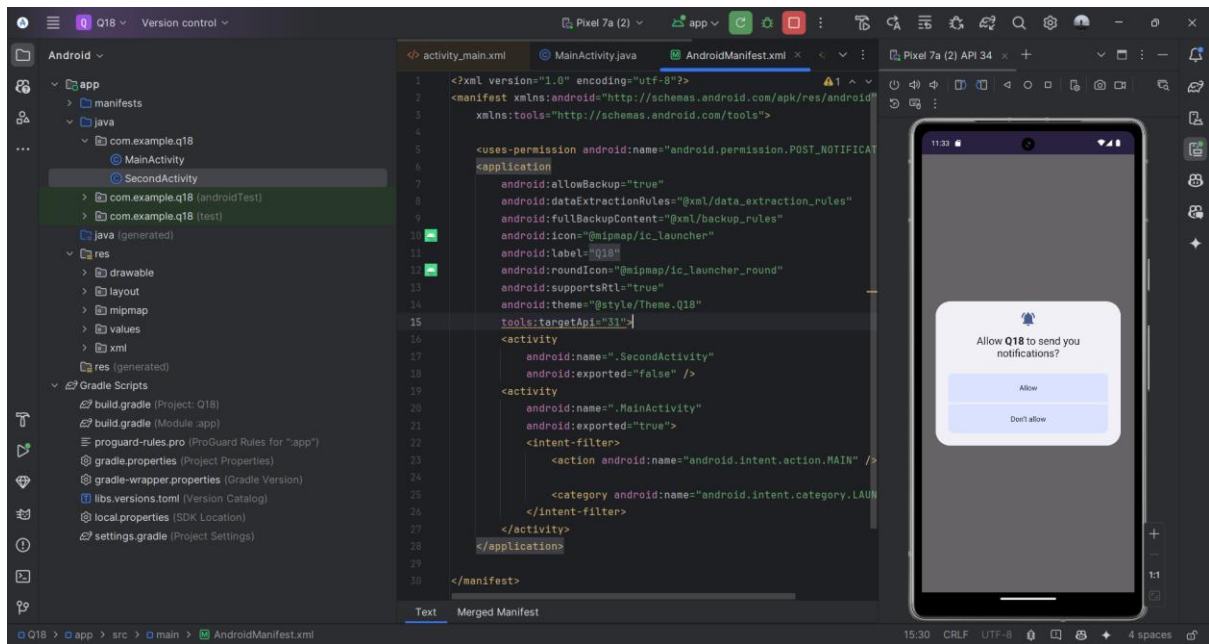 Q Q18 Version control Pixel 7a (2) app
Android
app
manifests
java
com.example.q18
MainActivity
SecondActivity
com.example.q18 (androidTest)
com.example.q18 (test)
java (generated)
res
drawable
layout
mipmap
values
xml
res (generated)
Gradle Scripts
build.gradle (Project: Q18)
build.gradle (Module :app)
proguard-rules.pro (ProGuard Rules for ":app")
gradle.properties (Project Properties)
gradle-wrapper.properties (Gradle Version)
libs.versions.toml (Version Catalog)
local.properties (SDK Location)
settings.gradle (Project Settings)
activity_main.xml MainActivity.java AndroidManifest.xml
1
1 <?xml version="1.0" encoding="utf-8"?>
2 <manifest xmlns:android="http://schemas.android.com/apk/res/android"
3 xmlns:tools="http://schemas.android.com/tools">
4
5 <uses-permission android:name="android.permission.POST_NOTIFICAT
6 <application
7 android:allowBackup="true"
8 android:dataExtractionRules="@xml/data_extraction_rules"
9 android:fullBackupContent="@xml/backup_rules"
10 android:icon="@mipmap/ic_launcher"
11 android:label="Q18"
12 android:roundIcon="@mipmap/ic_launcher_round"
13 android:supportsRtl="true"
14 android:theme="@style/Theme.Q18"
15 tools:targetApi="31">
16 <activity
17 android:name=".SecondActivity"
18 android:exported="false" />
19 <activity
20 android:name=".MainActivity"
21 android:exported="true">
22 <intent-filter>
23 <action android:name="android.intent.action.MAIN" />
24
25 <category android:name="android.intent.category.LAUN
26 </intent-filter>
27 </activity>
28 </application>
29
30 </manifest>
Text Merged Manifest
Pixel 7a (2) API 34
11:33
Allow Q18 to send you
notifications?
Allow
Don't allow
1:1
Q18 > app > src > main > AndroidManifest.xml
15:30 CRLF UTF-8 4 spaces